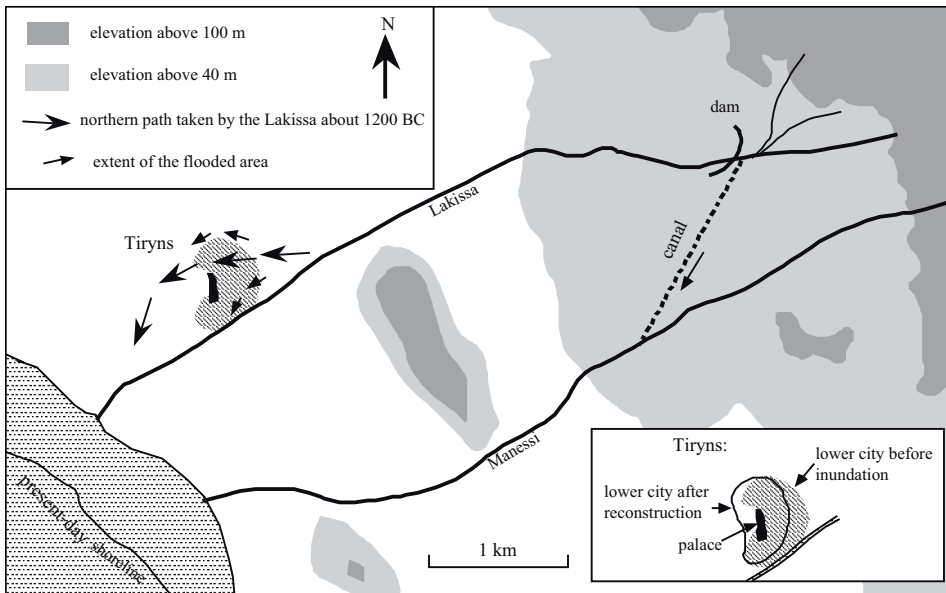 elevation above 100 m
elevation above 40 m
northern path taken by the Lakissa about 1200 BC
extent of the flooded area
N
dam
Lakissa
Tiryns
canal
Manessi
present-day shoreline
1 km
Tiryns:
lower city before
inundation
lower city after
reconstruction
palace